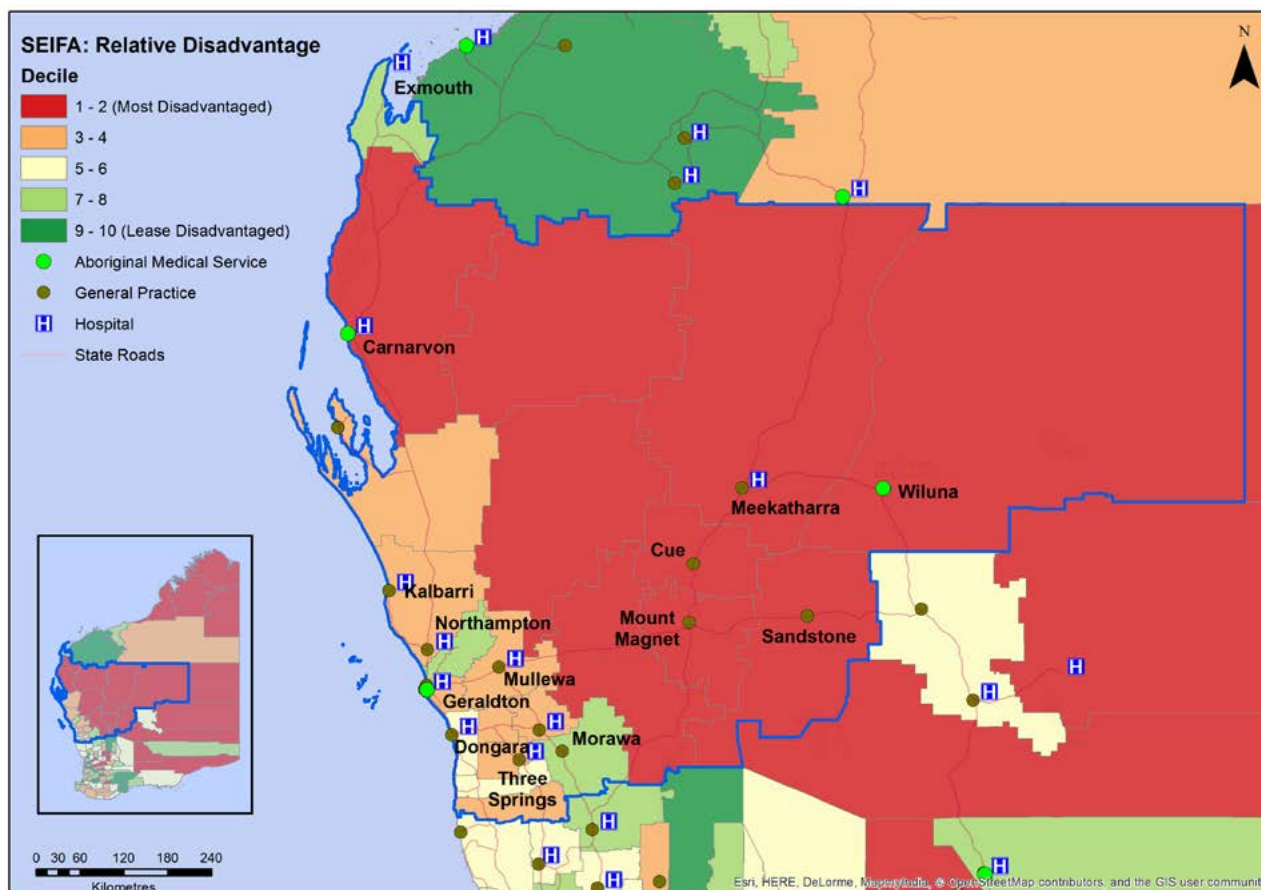 SEIFA: Relative Disadvantage
Decile
1 - 2 (Most Disadvantaged)
3 - 4
5 - 6
7 - 8
9 - 10 (Lease Disadvantaged)
Aboriginal Medical Service
General Practice
H Hospital
State Roads
N
H
H
Exmouth
H
H
H
H
Carnarvon
H
Meekatharra
Wiluna
Cue
H
Kalbarri
Mount
Magnet
Sandstone
Northampton
H
H
Mullewa
H
H
Geraldton
H
H
H
Dongara
Morawa
H
Three
Springs
H
H
H
H
0 30 60 120 180 240
Kilometres
Esri, HERE, DeLorme, MapmyIndia, © OpenStreetMap contributors, and the GIS user communit